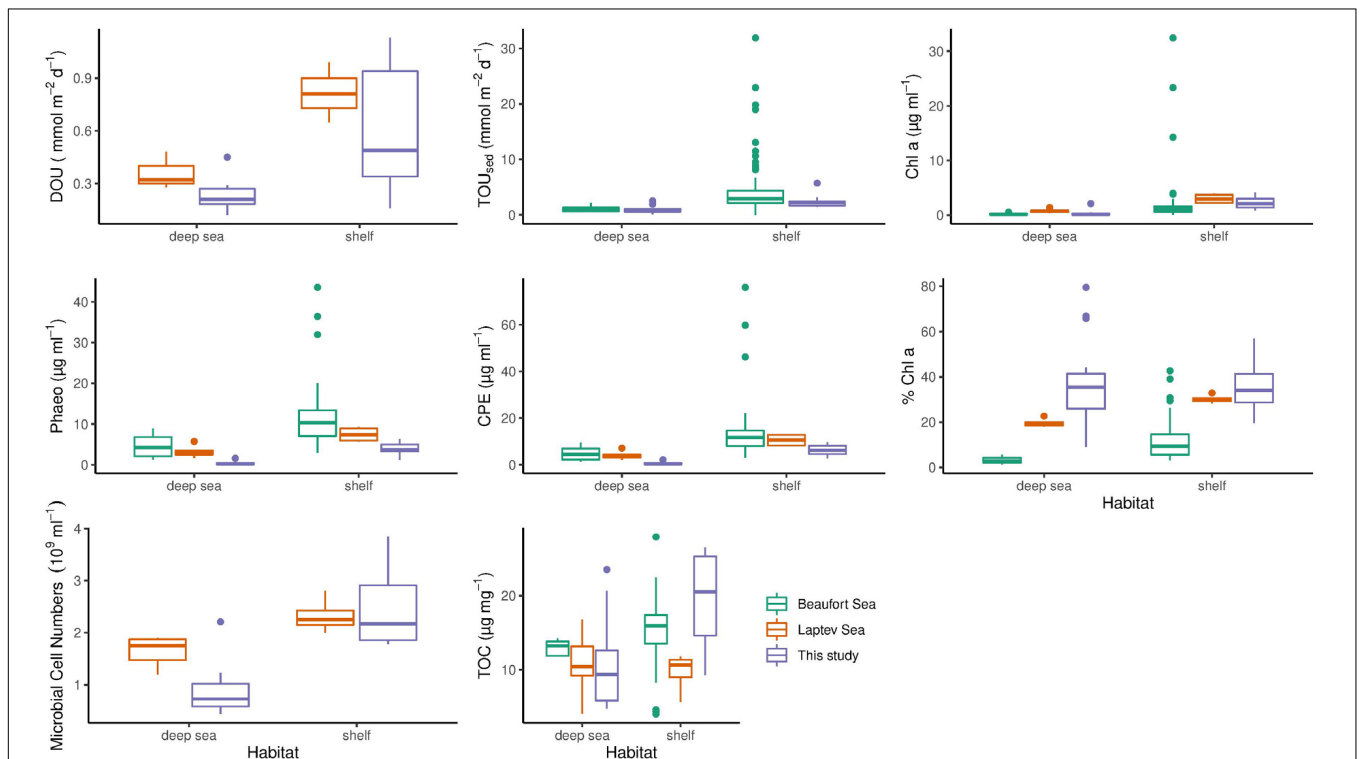 DOU ( mmol m⁻² d⁻¹)
0.9
0.6
0.3
deep sea shelf
TOUsed (mmol m⁻² d⁻¹)
30
20
10
0
deep sea shelf
Chl a (µg ml⁻¹)
30
20
10
0
deep sea shelf
Phaeo (µg ml⁻¹)
40
30
20
10
0
deep sea shelf
CPE (µg ml⁻¹)
60
40
20
0
deep sea shelf
% Chl a
80
60
40
20
0
deep sea shelf
Habitat
Microbial Cell Numbers (10⁹ ml⁻¹)
4
3
2
1
deep sea shelf
Habitat
TOC (µg mg⁻¹)
20
10
deep sea shelf
Habitat
Beaufort Sea
Laptev Sea
This study